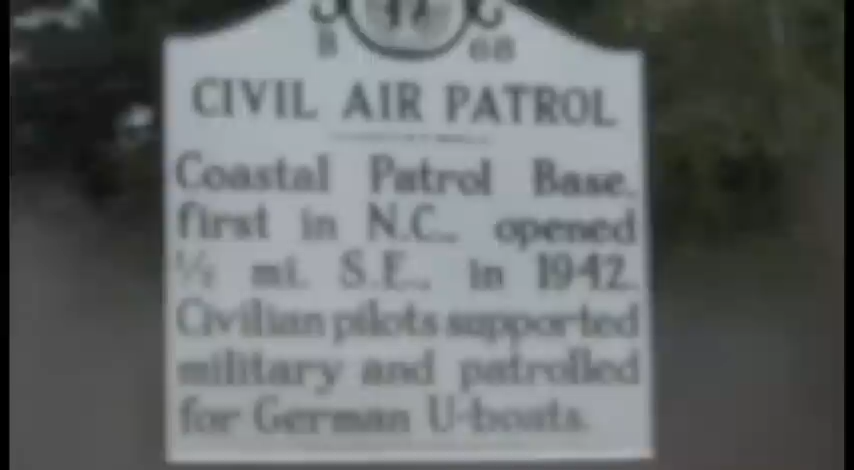 B 68
CIVIL AIR PATROL
Coastal Patrol Base,
first in N.C., opened
½ mi. S.E., in 1942.
Civilian pilots supported
military and patrolled
for German U-boats.